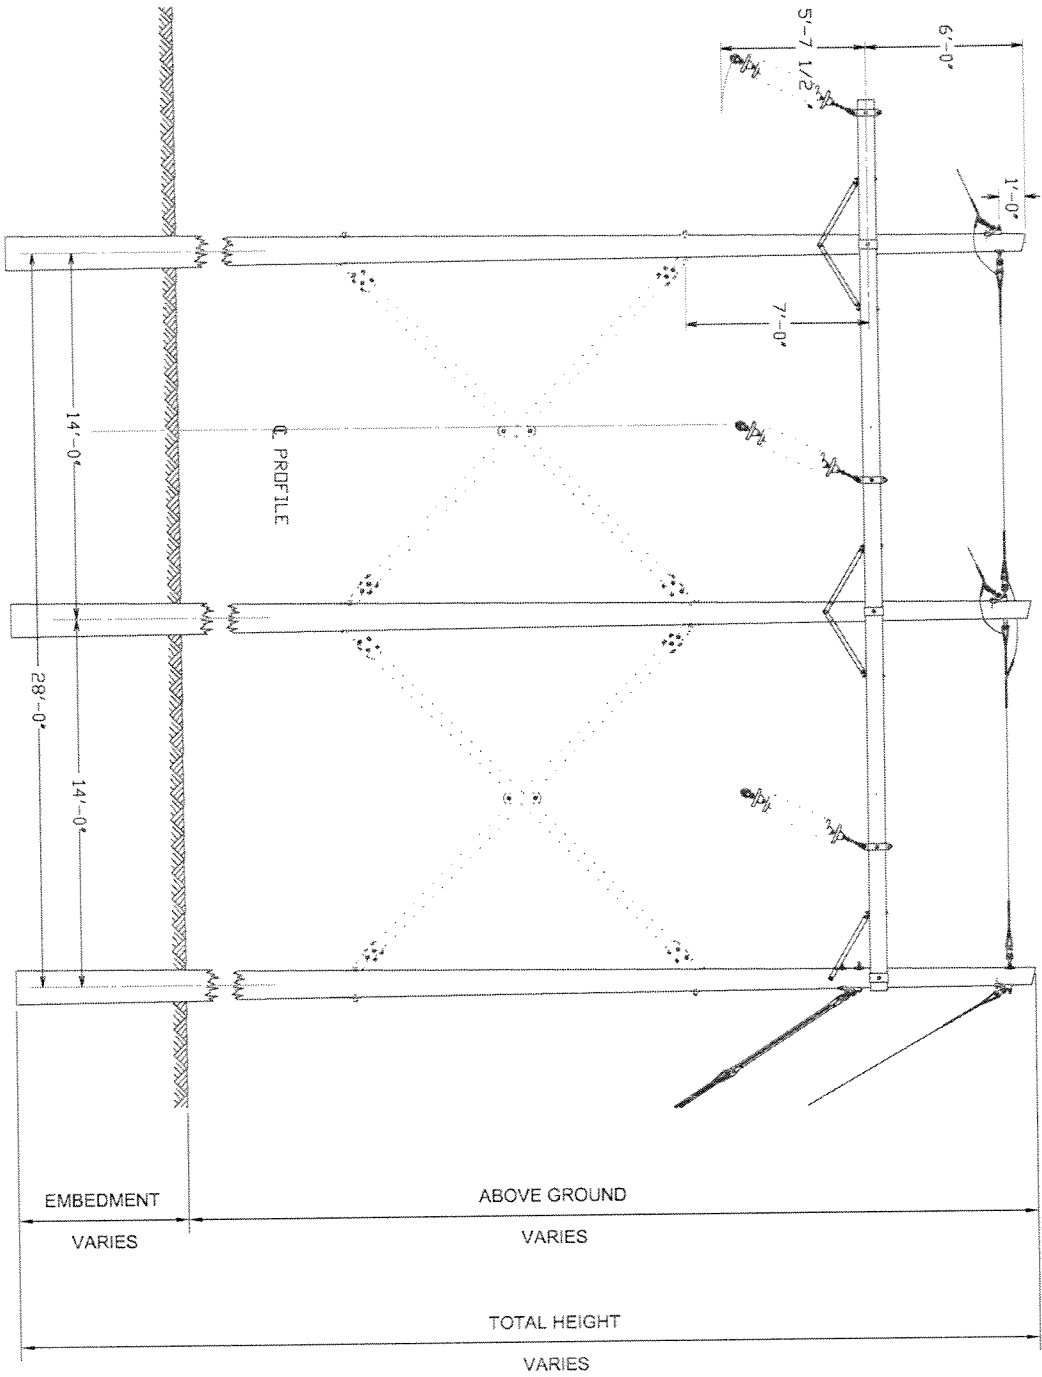 5'-7 1/2"
6'-0"
1'-0"
7'-0"
℄ PROFILE
14'-0"
28'-0"
14'-0"
EMBEDMENT
VARIES
ABOVE GROUND
VARIES
TOTAL HEIGHT
VARIES